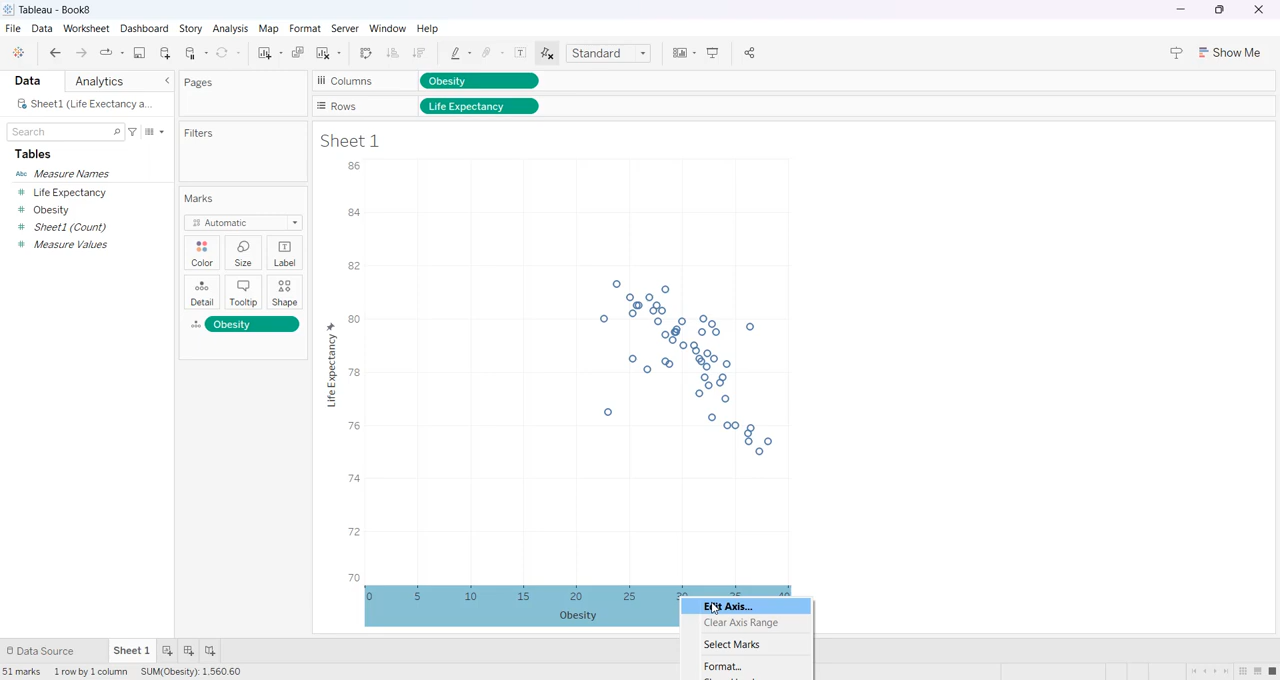 Tableau - Book8
File Data Worksheet Dashboard Story Analysis Map Format Server Window Help
Standard
Show Me
Data Analytics
Sheet1 (Life Exectancy a...
Search
Tables
Abc Measure Names
# Life Expectancy
# Obesity
# Sheet1 (Count)
# Measure Values
Pages
Filters
Marks
Automatic
Color Size Label
Detail Tooltip Shape
Obesity
Columns Obesity
Rows Life Expectancy
Sheet 1
86
84
82
80
78
76
74
72
70
Life Expectancy
0 5 10 15 20 25 30 35 40
Obesity
Edit Axis...
Clear Axis Range
Select Marks
Format...
Data Source Sheet 1
51 marks 1 row by 1 column SUM(Obesity): 1,560.60